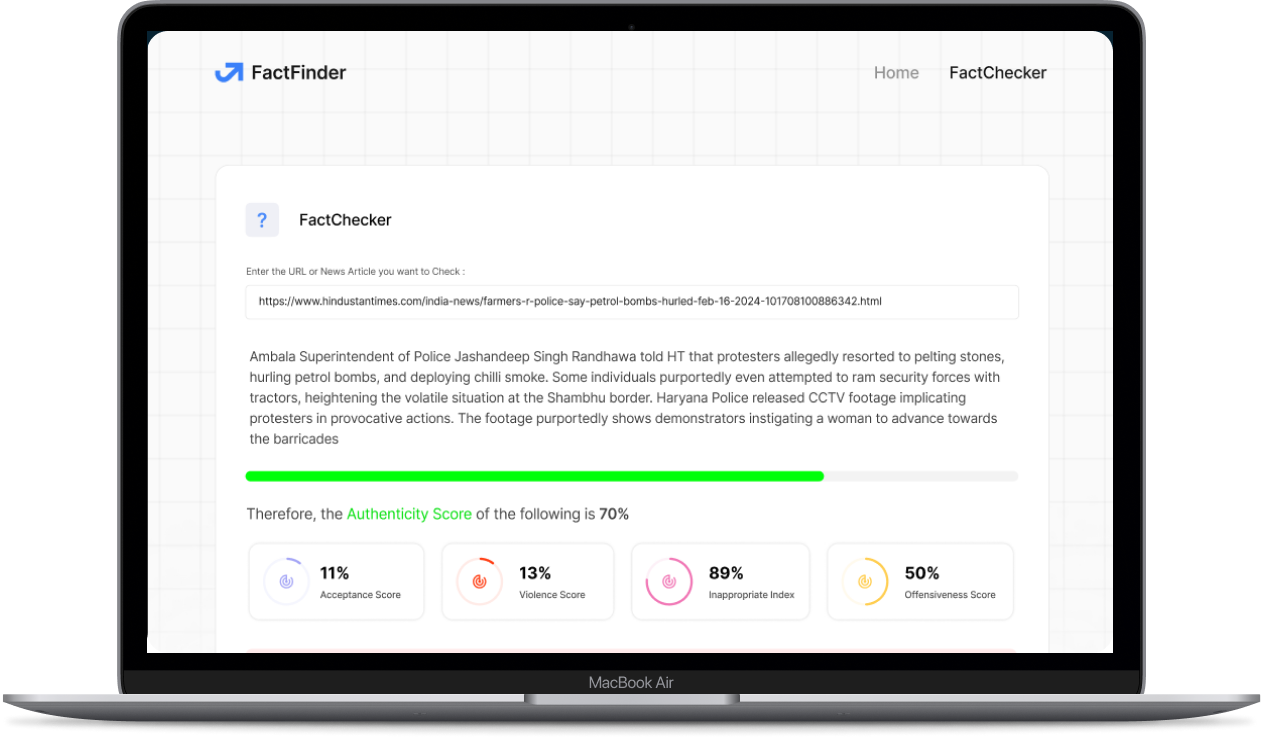 FactFinder
Home
FactChecker
?
FactChecker
Enter the URL or News Article you want to Check :
https://www.hindustantimes.com/india-news/farmers-r-police-say-petrol-bombs-hurled-feb-16-2024-101708100886342.html
Ambala Superintendent of Police Jashandeep Singh Randhawa told HT that protesters allegedly resorted to pelting stones,
hurling petrol bombs, and deploying chilli smoke. Some individuals purportedly even attempted to ram security forces with
tractors, heightening the volatile situation at the Shambhu border. Haryana Police released CCTV footage implicating
protesters in provocative actions. The footage purportedly shows demonstrators instigating a woman to advance towards
the barricades
Therefore, the Authenticity Score of the following is 70%
11%
Acceptance Score
13%
Violence Score
89%
Inappropriate Index
50%
Offensiveness Score
MacBook Air